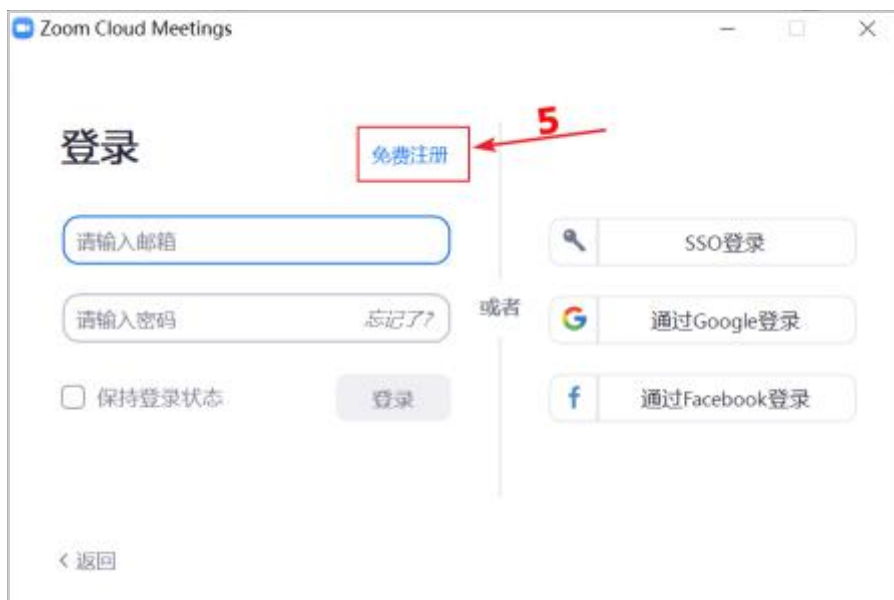 Zoom Cloud Meetings
登录
免费注册
5
请输入邮箱
请输入密码
忘记了?
保持登录状态
登录
或者
SSO登录
通过Google登录
通过Facebook登录
返回